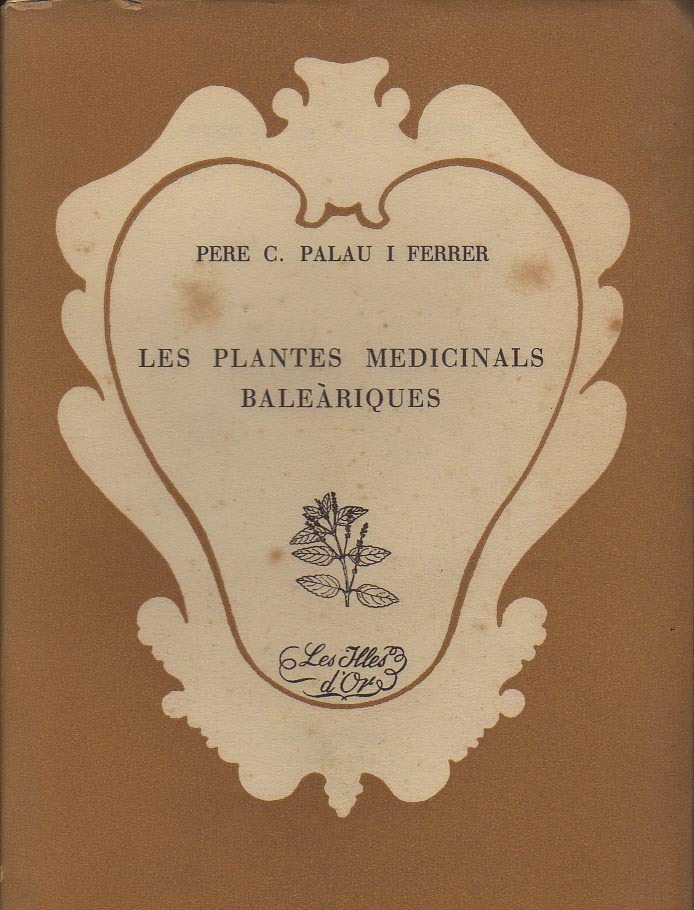 PERE C. PALAU I FERRER
LES PLANTES MEDICINALS
BALEÀRIQUES
Les Illes
d'Or